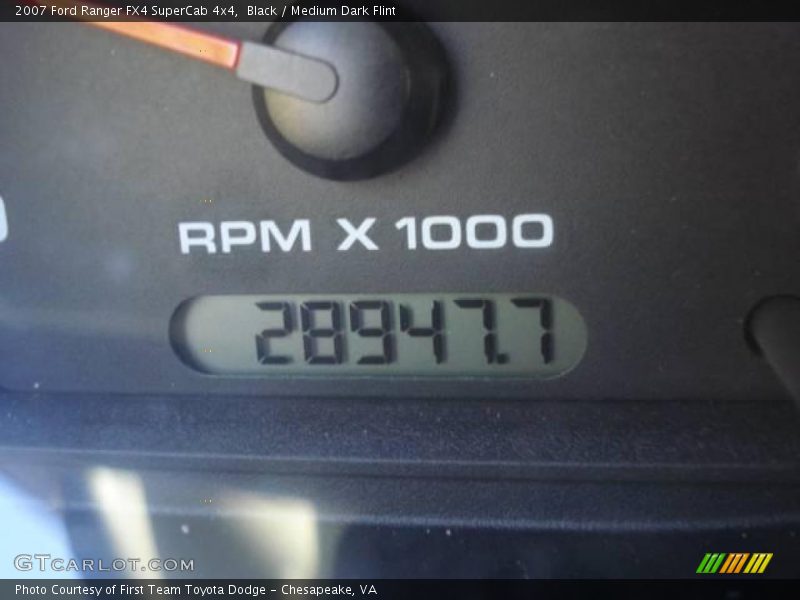 2007 Ford Ranger FX4 SuperCab 4x4, Black / Medium Dark Flint
RPM X 1000
28947.7
GTCARLOT.COM
Photo Courtesy of First Team Toyota Dodge - Chesapeake, VA